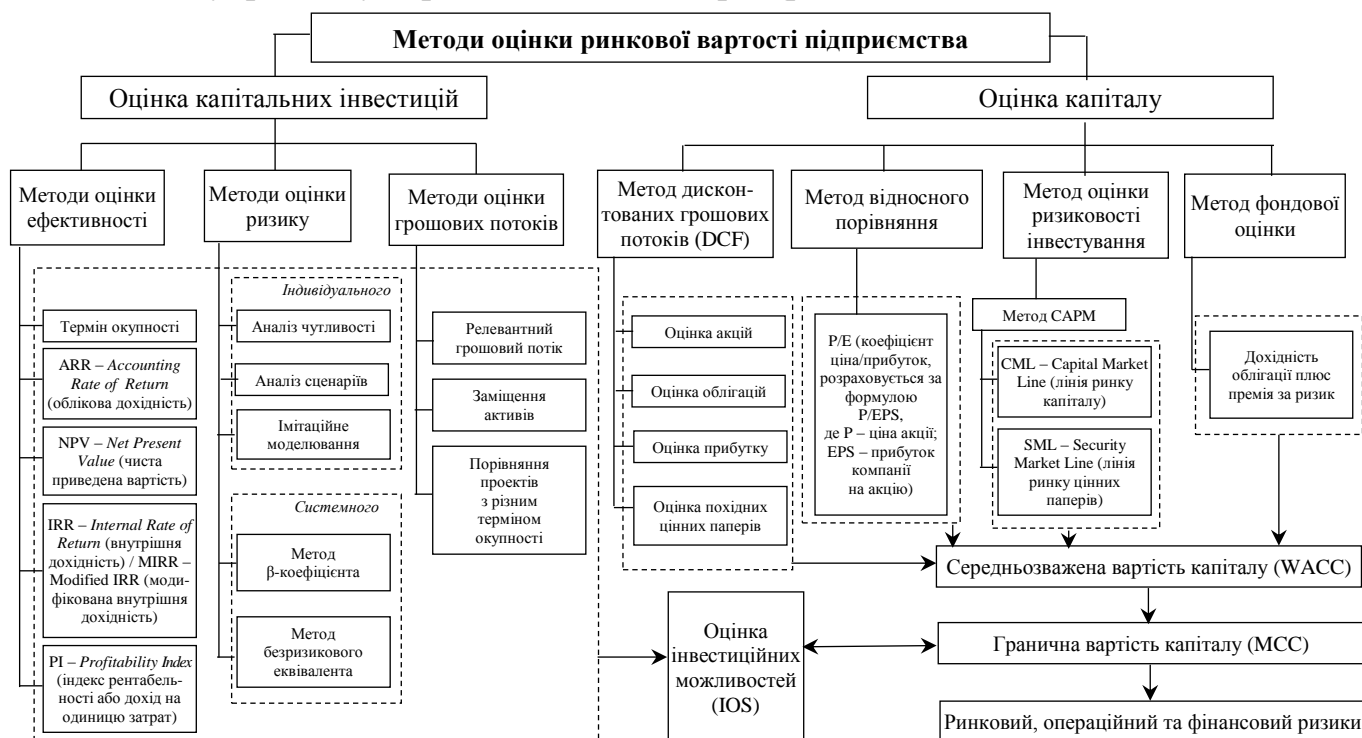 Методи оцінки ринкової вартості підприємства
Оцінка капітальних інвестицій
Оцінка капіталу
Методи оцінки
ефективності
Методи оцінки
ризику
Методи оцінки
грошових потоків
Метод дискон-
тованих грошових
потоків (DCF)
Метод відносного
порівняння
Метод оцінки
ризиковості
інвестування
Метод фондової
оцінки
Термін окупності
ARR – Accounting
Rate of Return
(облікова дохідність)
NPV – Net Present
Value (чиста
приведена вартість)
IRR – Internal Rate of
Return (внутрішня
дохідність) / MIRR –
Modified IRR (моди-
фікована внутрішня
дохідність)
PI – Profitability Index
(індекс рентабель-
ності або дохід на
одиницю затрат)
Індивідуального
Аналіз чутливості
Аналіз сценаріїв
Імітаційне
моделювання
Системного
Метод
β-коефіцієнта
Метод
безризикового
еквівалента
Релевантний
грошовий потік
Заміщення
активів
Порівняння
проектів
з різним
терміном
окупності
Оцінка акцій
Оцінка облігацій
Оцінка прибутку
Оцінка похідних
цінних паперів
P/E (коефіцієнт
ціна/прибуток,
розраховується за
формулою
P/EPS,
де P – ціна акції;
EPS – прибуток
компанії
на акцію)
Метод CAPM
CML – Capital Market
Line (лінія ринку
капіталу)
SML – Security
Market Line (лінія
ринку цінних
паперів)
Дохідність
облігації плюс
премія за ризик
Середньозважена вартість капіталу (WACC)
Оцінка
інвестиційних
можливостей
(IOS)
Гранична вартість капіталу (MCC)
Ринковий, операційний та фінансовий ризики